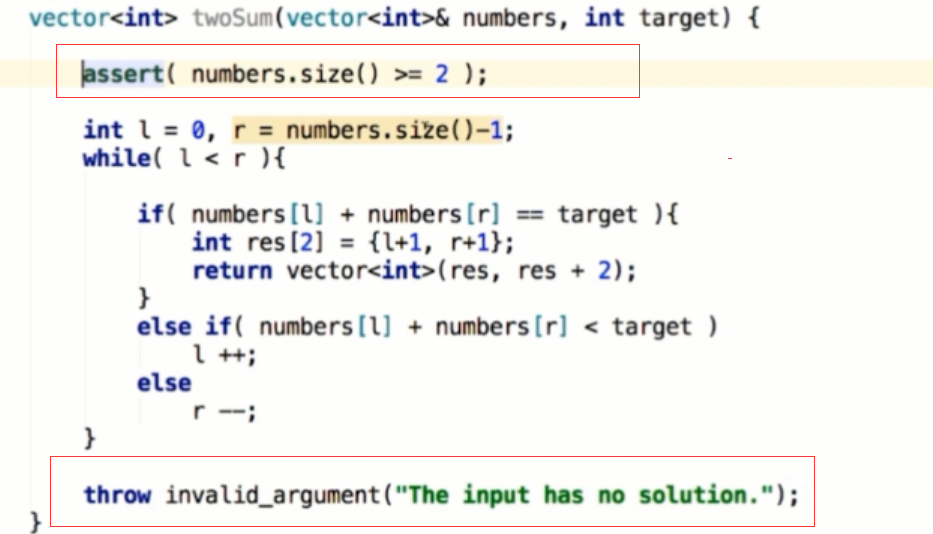 vector<int> twoSum(vector<int>& numbers, int target) {
assert( numbers.size() >= 2 );
int l = 0, r = numbers.size()-1;
while( l < r ){
if( numbers[l] + numbers[r] == target ){
int res[2] = {l+1, r+1};
return vector<int>(res, res + 2);
}
else if( numbers[l] + numbers[r] < target )
l ++;
else
r --;
}
throw invalid_argument("The input has no solution.");
}